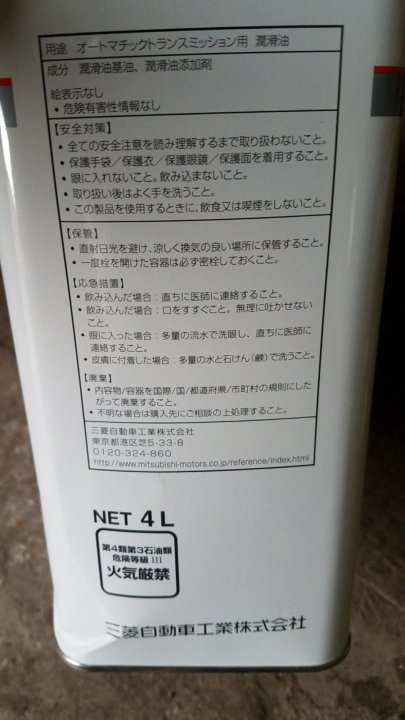 用途 オートマチックトランスミッション用 潤滑油
成分 潤滑油基油、潤滑油添加剤
絵表示なし
・危険有害性情報なし
【安全対策】
・全ての安全注意を読み理解するまで取り扱わないこと。
・保護手袋／保護衣／保護眼鏡／保護面を着用すること。
・眼に入れないこと。飲み込まないこと。
・取り扱い後はよく手を洗うこと。
・この製品を使用するときに、飲食又は喫煙をしないこと。
【保管】
・直射日光を避け、涼しく換気の良い場所に保管すること。
・一度栓を開けた容器は必ず密栓しておくこと。
【応急措置】
・飲み込んだ場合：直ちに医師に連絡すること。
・飲み込んだ場合：口をすすぐこと。無理に吐かせない
こと。
・眼に入った場合：多量の流水で洗眼し、直ちに医師に
連絡すること。
・皮膚に付着した場合：多量の水と石けん（鹸）で洗うこと。
【廃棄】
・内容物/容器を国際/国/都道府県/市町村の規則にした
がって廃棄すること。
・不明な場合は購入先にご相談の上処理すること。
三菱自動車工業株式会社
東京都港区芝5-33-8
0120-324-860
http://www.mitsubishi-motors.co.jp/reference/index.html
NET 4L
第4類第3石油類
危険等級 III
火気厳禁
三菱自動車工業株式会社